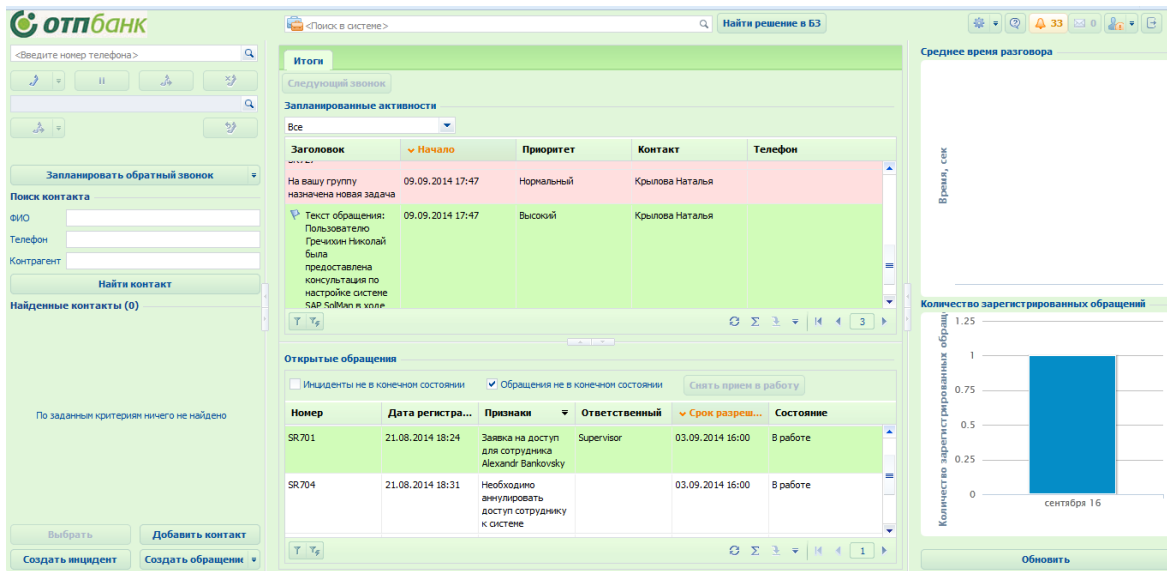 отпбанк
<Поиск в системе>
Найти решение в БЗ
33
0
<Введите номер телефона>
Запланировать обратный звонок
Поиск контакта
ФИО
Телефон
Контрагент
Найти контакт
Найденные контакты (0)
По заданным критериям ничего не найдено
Выбрать
Добавить контакт
Создать инцидент
Создать обращение
Итоги
Следующий звонок
Запланированные активности
Все
Заголовок Начало Приоритет Контакт Телефон
На вашу группу 09.09.2014 17:47 Нормальный Крылова Наталья
назначена новая задача
Текст обращения: 09.09.2014 17:47 Высокий Крылова Наталья
Пользователю
Гречихин Николай
была
предоставлена
консультация по
настройке системе
SAP SolMan в ходе
3
Открытые обращения
Инциденты не в конечном состоянии
Обращения не в конечном состоянии
Снять прием в работу
Номер Дата регистра... Признаки Ответственный Срок разреш... Состояние
SR701 21.08.2014 18:24 Заявка на доступ Supervisor 03.09.2014 16:00 В работе
для сотрудника
Alexandr Bankovsky
SR704 21.08.2014 18:31 Необходимо 03.09.2014 16:00 В работе
аннулировать
доступ сотруднику
к системе
1
Среднее время разговора
Время, сек
Количество зарегистрированных обращений
Количество зарегистрированных обращ
1.25
1
0.75
0.5
0.25
0
сентября 16
Обновить